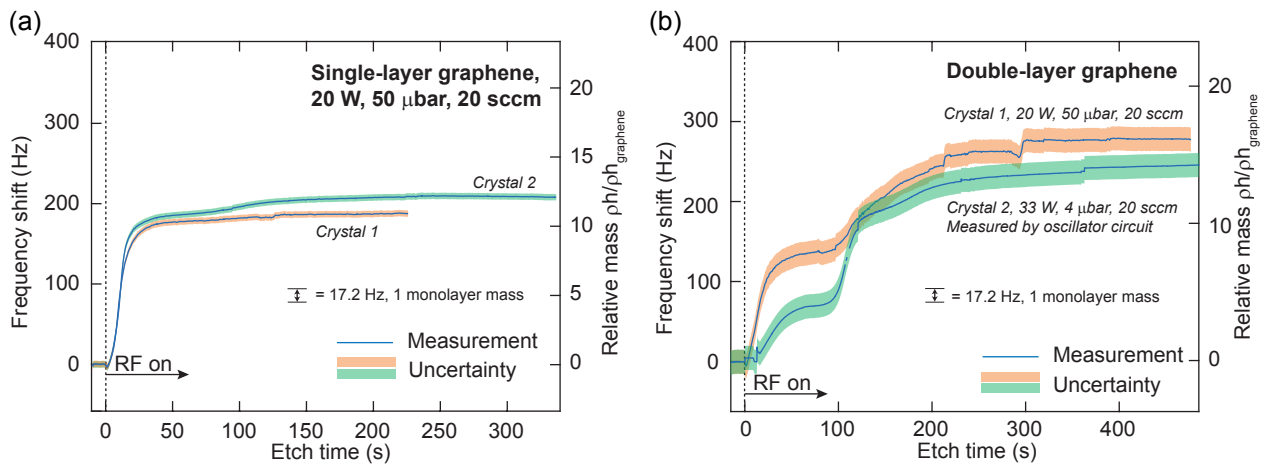 (a)
400
300
200
100
0
Frequency shift (Hz)
Single-layer graphene,
20 W, 50 μbar, 20 sccm
Crystal 2
Crystal 1
= 17.2 Hz, 1 monolayer mass
Measurement
Uncertainty
RF on
0
50
100
150
200
250
300
Etch time (s)
20
15
10
5
0
Relative mass ρh/ρh_graphene
(b)
400
300
200
100
0
Frequency shift (Hz)
Double-layer graphene
Crystal 1, 20 W, 50 μbar, 20 sccm
Crystal 2, 33 W, 4 μbar, 20 sccm
Measured by oscillator circuit
= 17.2 Hz, 1 monolayer mass
Measurement
Uncertainty
RF on
0
100
200
300
400
Etch time (s)
20
10
0
Relative mass ρh/ρh_graphene